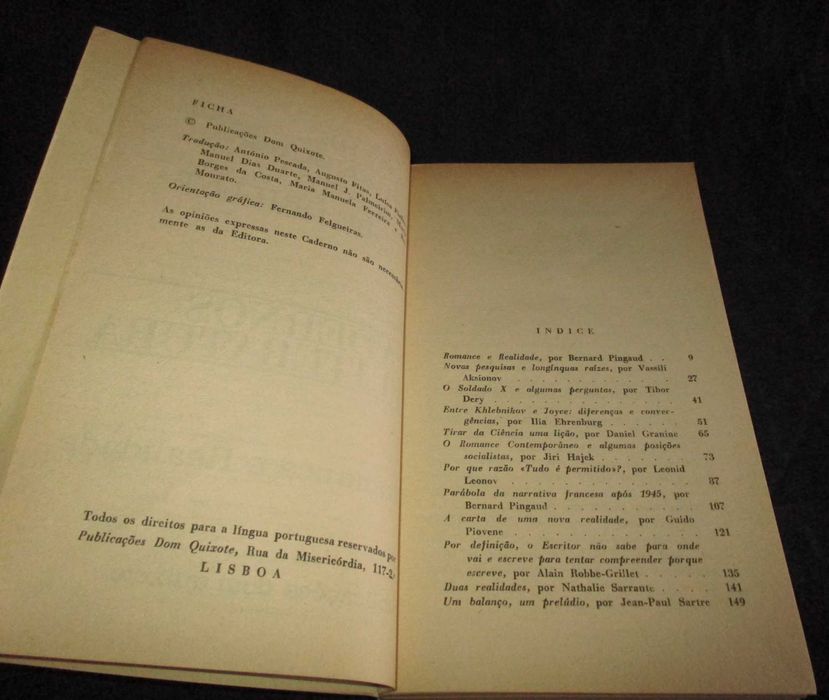 FICHA
© Publicações Dom Quixote.
Tradução: António Pescada, Augusto Fitas, Luísa
Manuel Dias Duarte, Manuel J. Palmeirim,
Borges da Costa, Maria Manuela Ferreira e
Mourato.
Orientação gráfica: Fernando Felgueiras.
As opiniões expressas neste Caderno não são necessària-
mente as da Editora.
Todos os direitos para a língua portuguesa reservados por
Publicações Dom Quixote, Rua da Misericórdia, 117-2.
LISBOA
INDICE
Romance e Realidade, por Bernard Pingaud . . 9
Novas pesquisas e longínquas raízes, por Vassili
Aksionov . . . . . . . . . . . 27
O Soldado X e algumas perguntas, por Tibor
Dery . . . . . . . . . . . 41
Entre Khlebnikov e Joyce: diferenças e conver-
gências, por Ilia Ehrenburg . . . . . . 51
Tirar da Ciência uma lição, por Daniel Granine 65
O Romance Contemporâneo e algumas posições
socialistas, por Jiri Hajek . . . . . . 73
Por que razão «Tudo é permitido»?, por Leonid
Leonov . . . . . . . . . . . 87
Parábola da narrativa francesa após 1945, por
Bernard Pingaud . . . . . . . . 107
A carta de uma nova realidade, por Guido
Piovene . . . . . . . . . . . 121
Por definição, o Escritor não sabe para onde
vai e escreve para tentar compreender porque
escreve, por Alain Robbe-Grillet . . . . 135
Duas realidades, por Nathalie Sarrante . . . . 141
Um balanço, um prelúdio, por Jean-Paul Sartre 149